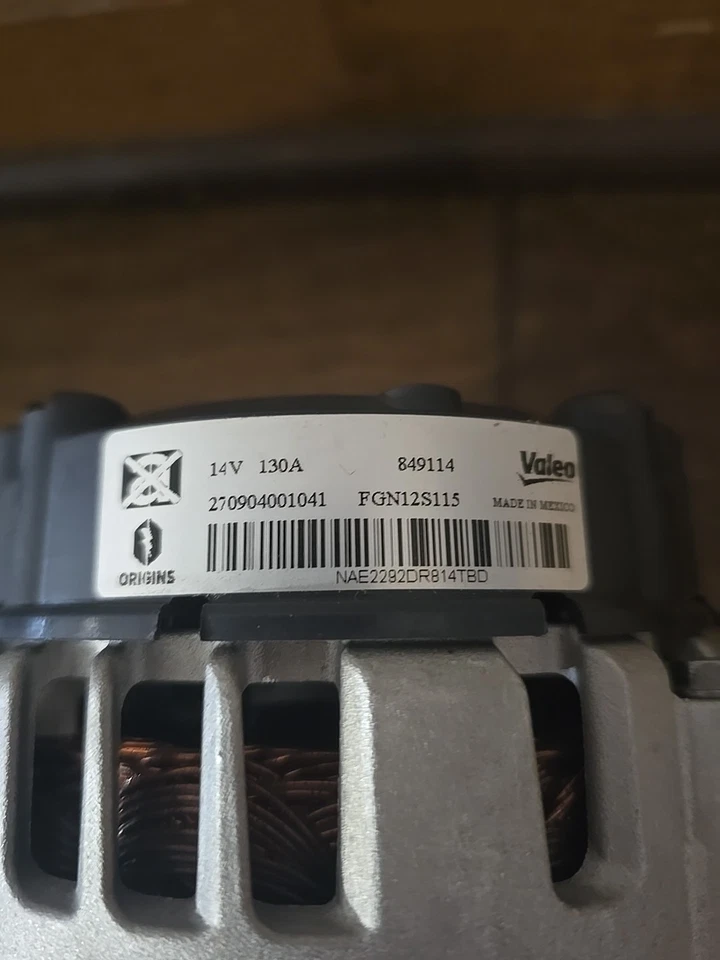 14V 130A 849114 Valeo
270904001041 FGN12S115 MADE IN MEXICO
ORIGINS
NAE2292DR814TBD